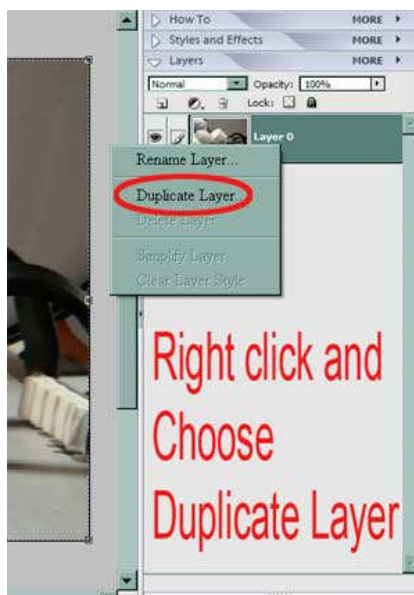 How To MORE
Styles and Effects MORE
Layers MORE
Normal Opacity: 100%
Lock:
Layer 0
Rename Layer...
Duplicate Layer...
Delete Layer
Simplify Layer
Clear Layer Style
Right click and
Choose
Duplicate Layer